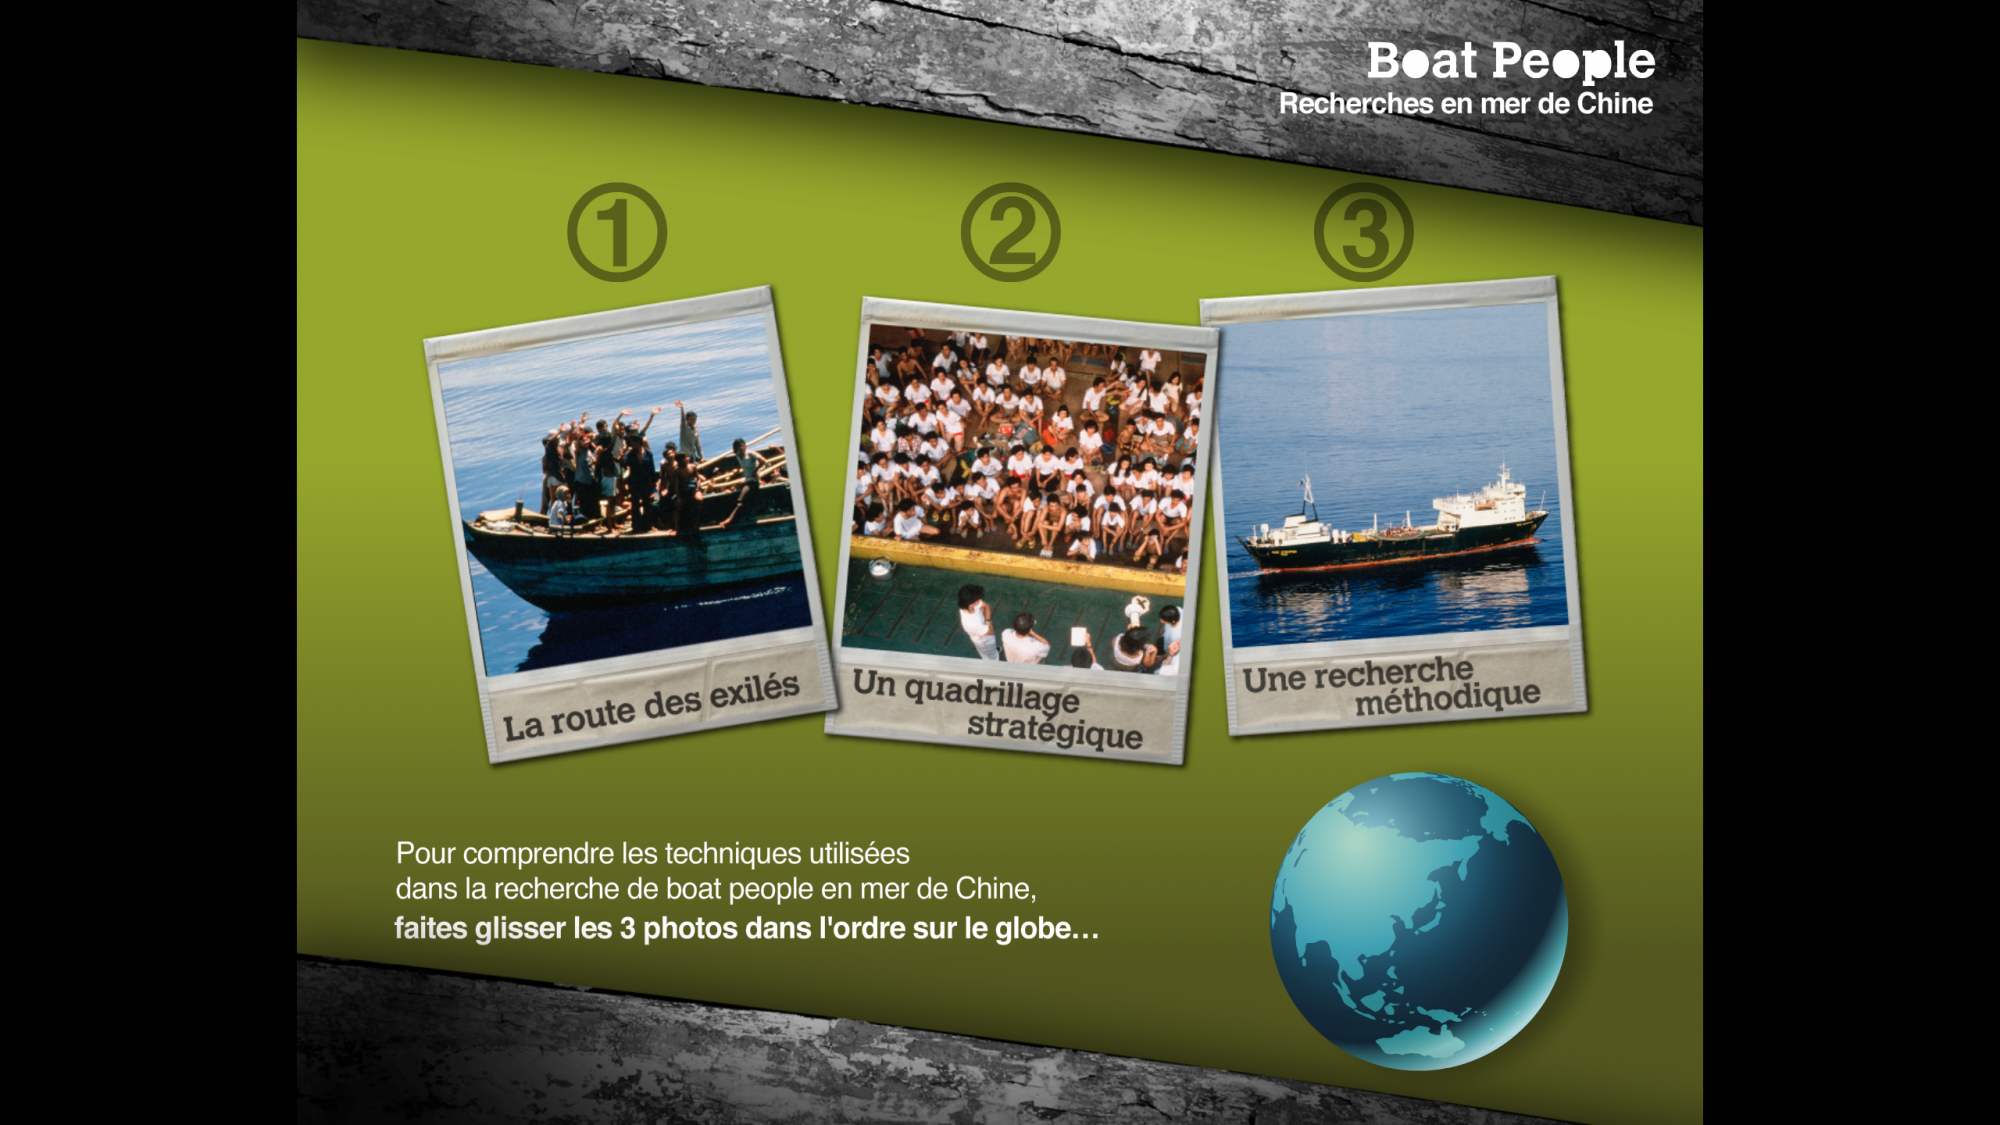 Boat People
Recherches en mer de Chine
1
2
3
La route des exilés
Un quadrillage
stratégique
Une recherche
méthodique
Pour comprendre les techniques utilisées
dans la recherche de boat people en mer de Chine,
faites glisser les 3 photos dans l'ordre sur le globe…